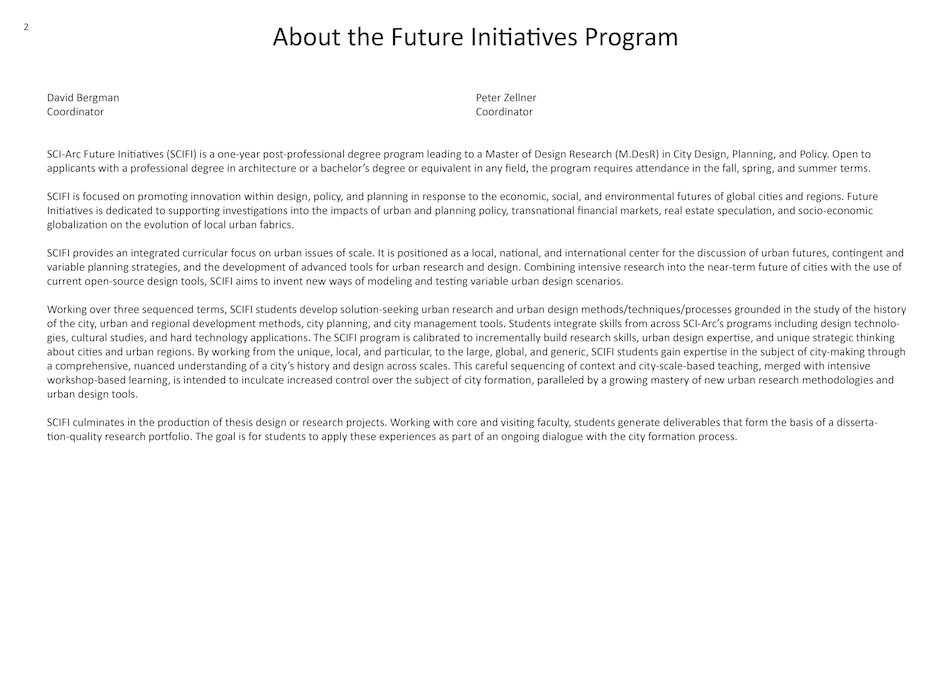 2
About the Future Initiatives Program
David Bergman
Coordinator
Peter Zellner
Coordinator
SCI-Arc Future Initiatives (SCIFI) is a one-year post-professional degree program leading to a Master of Design Research (M.DesR) in City Design, Planning, and Policy. Open to
applicants with a professional degree in architecture or a bachelor’s degree or equivalent in any field, the program requires attendance in the fall, spring, and summer terms.
SCIFI is focused on promoting innovation within design, policy, and planning in response to the economic, social, and environmental futures of global cities and regions. Future
Initiatives is dedicated to supporting investigations into the impacts of urban and planning policy, transnational financial markets, real estate speculation, and socio-economic
globalization on the evolution of local urban fabrics.
SCIFI provides an integrated curricular focus on urban issues of scale. It is positioned as a local, national, and international center for the discussion of urban futures, contingent and
variable planning strategies, and the development of advanced tools for urban research and design. Combining intensive research into the near-term future of cities with the use of
current open-source design tools, SCIFI aims to invent new ways of modeling and testing variable urban design scenarios.
Working over three sequenced terms, SCIFI students develop solution-seeking urban research and urban design methods/techniques/processes grounded in the study of the history
of the city, urban and regional development methods, city planning, and city management tools. Students integrate skills from across SCI-Arc’s programs including design technolo-
gies, cultural studies, and hard technology applications. The SCIFI program is calibrated to incrementally build research skills, urban design expertise, and unique strategic thinking
about cities and urban regions. By working from the unique, local, and particular, to the large, global, and generic, SCIFI students gain expertise in the subject of city-making through
a comprehensive, nuanced understanding of a city’s history and design across scales. This careful sequencing of context and city-scale-based teaching, merged with intensive
workshop-based learning, is intended to inculcate increased control over the subject of city formation, paralleled by a growing mastery of new urban research methodologies and
urban design tools.
SCIFI culminates in the production of thesis design or research projects. Working with core and visiting faculty, students generate deliverables that form the basis of a disserta-
tion-quality research portfolio. The goal is for students to apply these experiences as part of an ongoing dialogue with the city formation process.